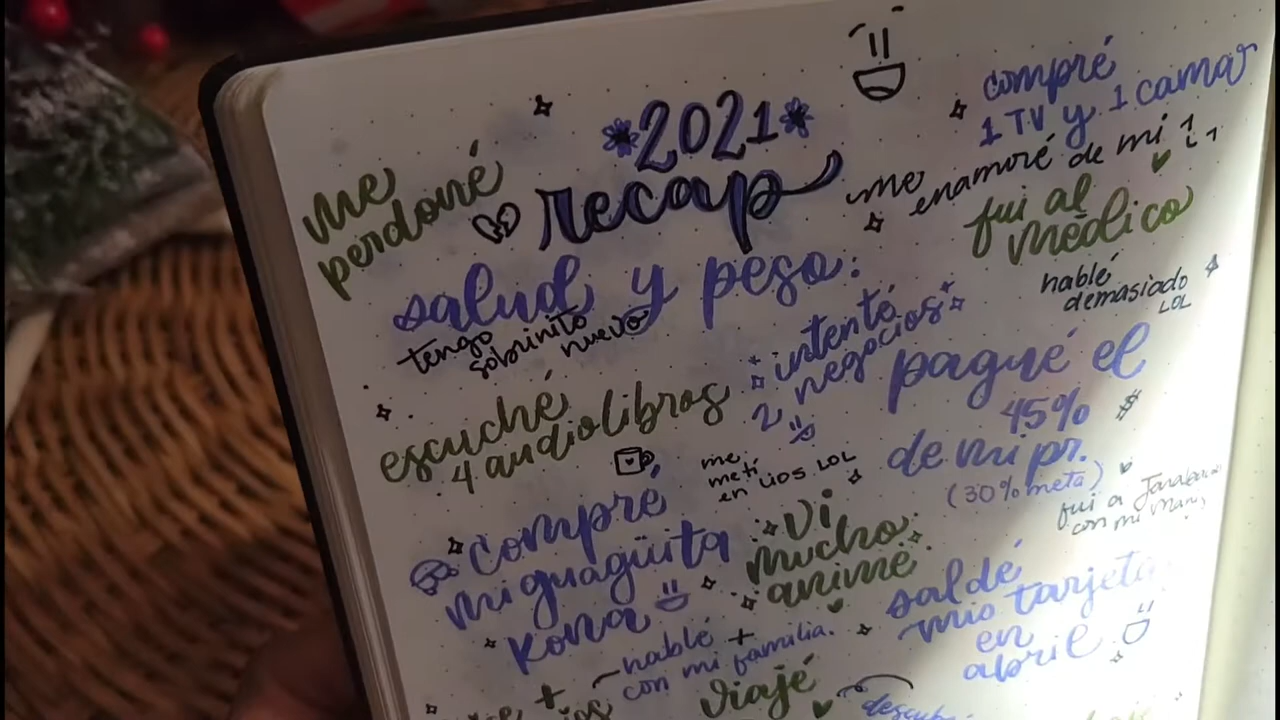 2021
recap
compré
1 TV y 1 cama
me
perdoné
me enamoré de mi 1
fui al
médico
salud y peso:
hablé
demasiado
LOL
tengo
sobrinito
nuevo
intenté
2 negocios
pagué el
45%
de mi pr.
(30% meta)
escuché
4 audiolibros
me
metí
en líos LOL
fui a
con mi
compré
mi guagüita
Kona
vi
mucho
anime
saldé
mis tarjeta
en
abril
hablé +
con mi familia.
viajé